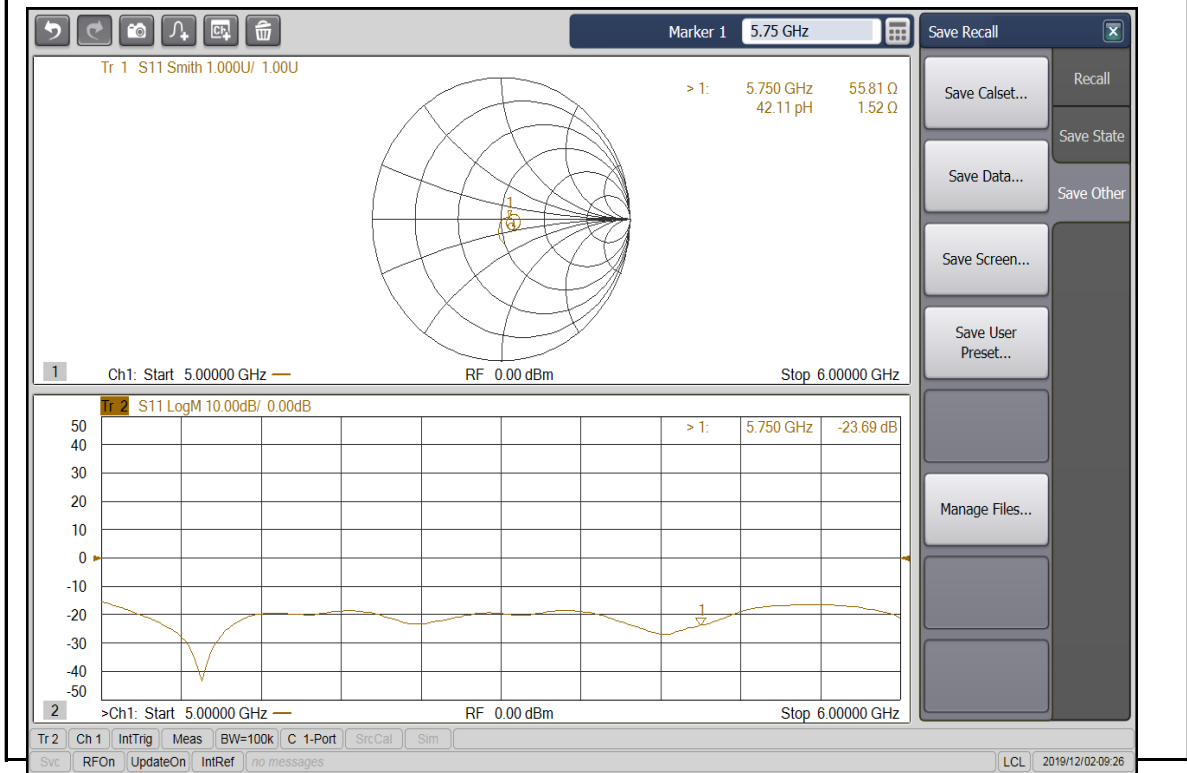 Marker 1 5.75 GHz
Save Recall
Tr 1 S11 Smith 1.000U/ 1.00U
> 1: 5.750 GHz 55.81 Ω
42.11 pH 1.52 Ω
1
1 Ch1: Start 5.00000 GHz RF 0.00 dBm Stop 6.00000 GHz
Tr 2 S11 LogM 10.00dB/ 0.00dB
> 1: 5.750 GHz -23.69 dB
50
40
30
20
10
0
-10
-20
-30
-40
-50
1
2 >Ch1: Start 5.00000 GHz RF 0.00 dBm Stop 6.00000 GHz
Save Calset...
Save Data...
Save Screen...
Save User
Preset...
Manage Files...
Recall
Save State
Save Other
Tr 2 Ch 1 IntTrig Meas BW=100k C 1-Port SrcCal Sim
Svc RFOn UpdateOn IntRef no messages LCL 2019/12/02-09:26